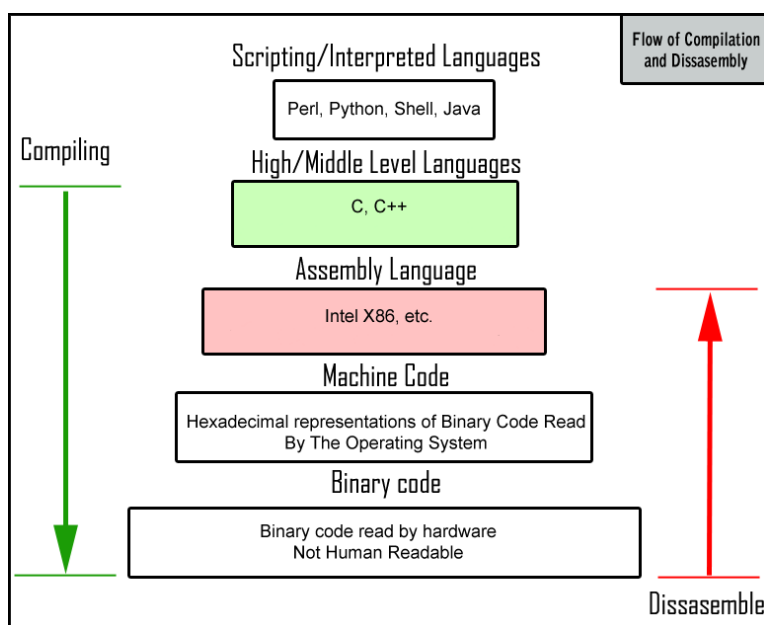 Flow of Compilation
and Dissasembly
Scripting/Interpreted Languages
Perl, Python, Shell, Java
Compiling
High/Middle Level Languages
C, C++
Assembly Language
Intel X86, etc.
Machine Code
Hexadecimal representations of Binary Code Read
By The Operating System
Binary code
Binary code read by hardware
Not Human Readable
Dissasemble